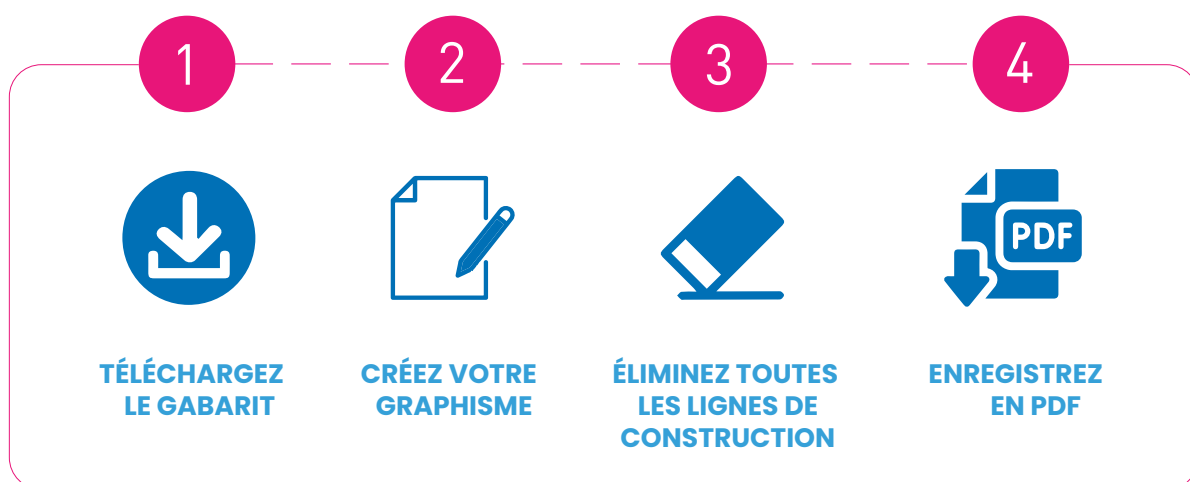 1
2
3
4
PDF
TÉLÉCHARGEZ
LE GABARIT
CRÉEZ VOTRE
GRAPHISME
ÉLIMINEZ TOUTES
LES LIGNES DE
CONSTRUCTION
ENREGISTREZ
EN PDF